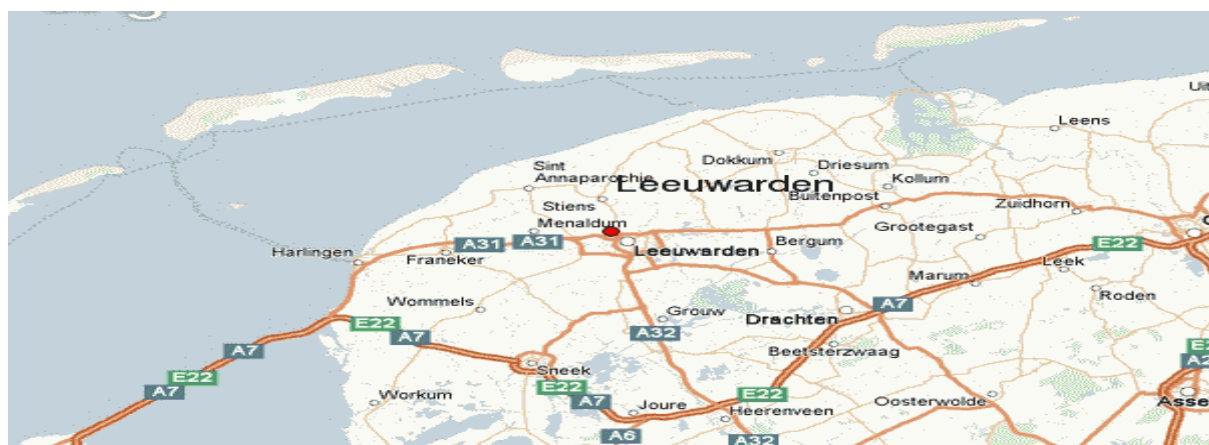 Uit
Leens
Dokkum
Driesum
Sint
Annaparochie
Leeuwarden
Kollum
Buitenpost
Stiens
Zuidhorn
Menaldum
Grootegast
A31
A31
Bergum
E22
Harlingen
Franeker
Leeuwarden
Leek
Marum
Roden
Wommels
A7
Grouw
Drachten
E22
A7
A32
A7
Beetsterzwaag
E22
Sneek
A7
E22
E22
Workum
A7
Joure
Oosterwolde
Heerenveen
A6
A32